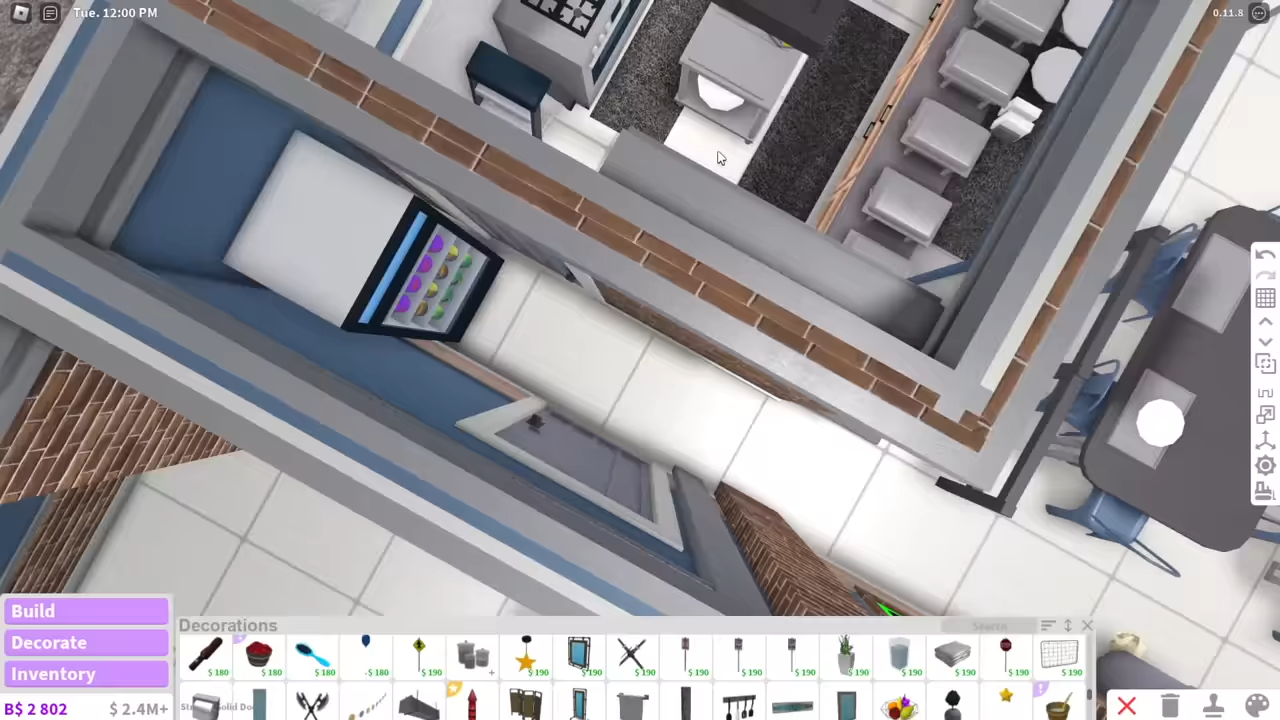 Tue. 12:00 PM
0.11.8
Build
Decorate
Inventory
B$ 2 802
$ 2.4M+
Decorations
Search
$ 180 $ 180 $ 180 -$ 180 $ 190 + $ 190 $ 190 $ 190 $ 190 $ 190 $ 190 $ 190 $ 190 $ 190 $ 190 $ 190